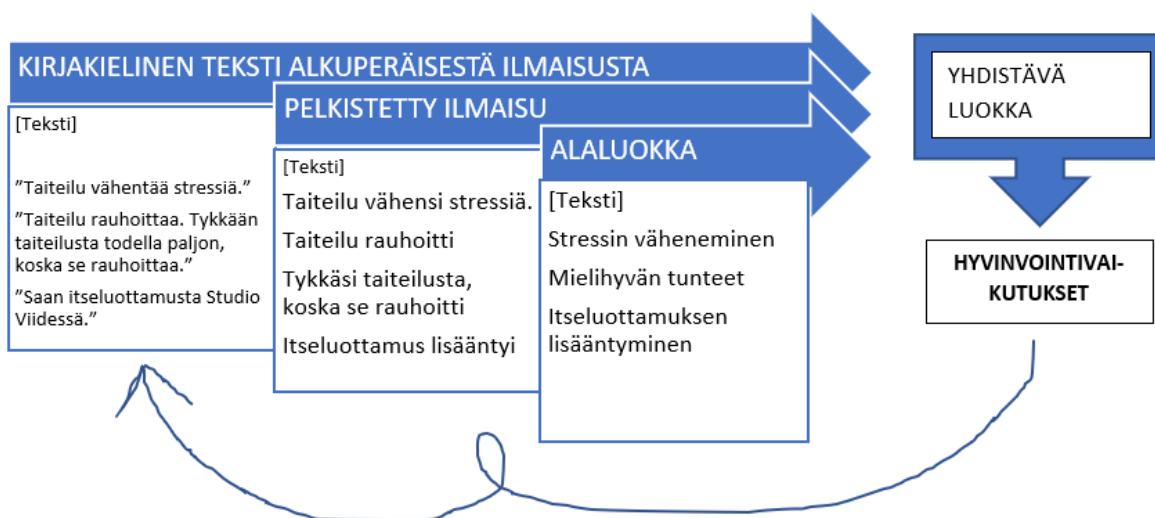 KIRJAKIELINEN TEKSTI ALKUPERÄISESTÄ ILMAISUSTA
[Teksti]
”Taiteilu vähentää stressiä.”
”Taiteilu rauhoittaa. Tykkään
taiteilusta todella paljon,
koska se rauhoittaa.”
”Saan itseluottamusta Studio
Viidessä.”
PELKISTETTY ILMAISU
[Teksti]
Taiteilu vähensi stressiä.
Taiteilu rauhoitti
Tykkäsi taiteilusta,
koska se rauhoitti
Itseluottamus lisääntyi
ALALUOKKA
[Teksti]
Stressin väheneminen
Mielihyvän tunteet
Itseluottamuksen
lisääntyminen
YHDISTÄVÄ
LUOKKA
HYVINVOINTIVAI-
KUTUKSET